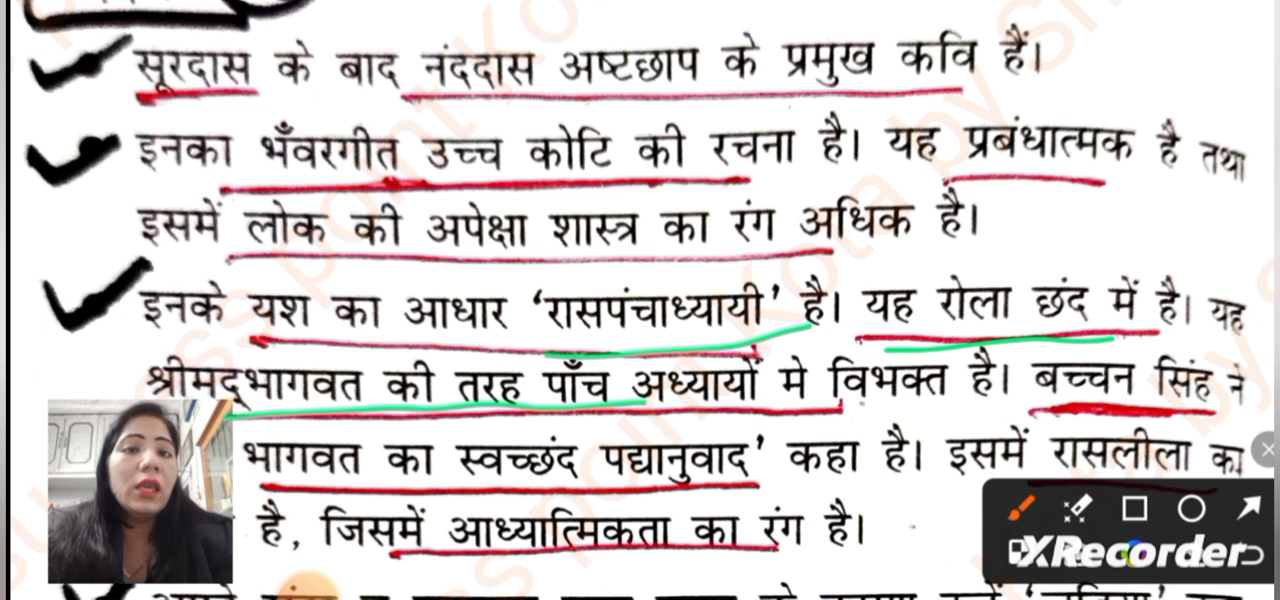 सूरदास के बाद नंददास अष्टछाप के प्रमुख कवि हैं।
इनका भँवरगीत उच्च कोटि की रचना है। यह प्रबंधात्मक है तथा
इसमें लोक की अपेक्षा शास्त्र का रंग अधिक है।
इनके यश का आधार ‘रासपंचाध्यायी’ है। यह रोला छंद में है। यह
श्रीमद्भागवत की तरह पाँच अध्यायों मे विभक्त है। बच्चन सिंह ने
भागवत का स्वच्छंद पद्यानुवाद’ कहा है। इसमें रासलीला का
है, जिसमें आध्यात्मिकता का रंग है।
XRecorder